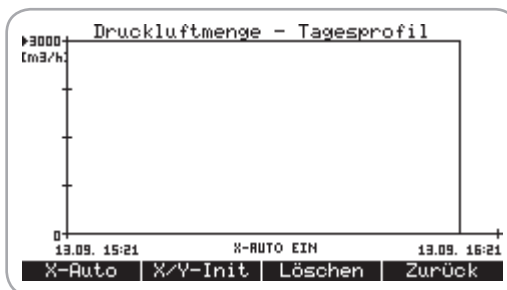 Druckluftmenge - Tagesprofil
▶3000
[m3/h]
0
13.09. 15:21 X-AUTO EIN 13.09. 16:21
X-Auto X/Y-Init Löschen Zurück